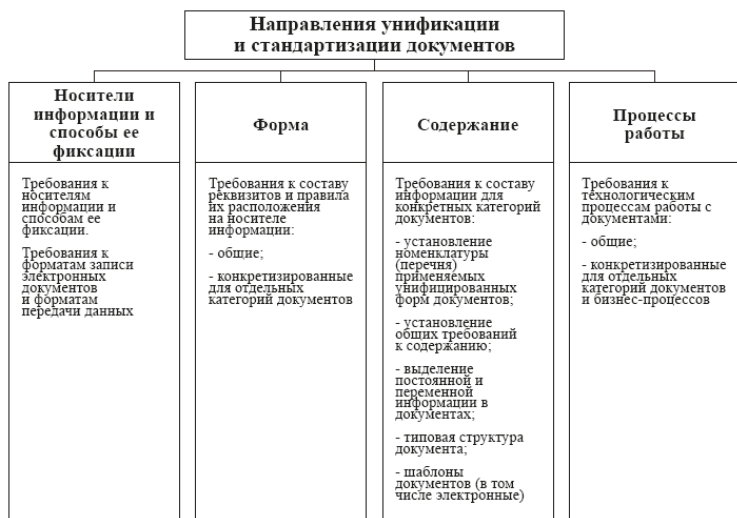 Направления унификации
и стандартизации документов
Носители
информации и
способы ее
фиксации
Форма
Содержание
Процессы
работы
Требования к
носителям
информации и
способам ее
фиксации.
Требования к
форматам записи
электронных
документов
и форматам
передачи данных
Требования к составу
реквизитов и правила
их расположения
на носителе
информации:
- общие;
- конкретизированные
для отдельных
категорий документов
Требования к составу
информации для
конкретных категорий
документов:
- установление
номенклатуры
(перечня)
применяемых
унифицированных
форм документов;
- установление
общих требований
к содержанию;
- выделение
постоянной и
переменной
информации в
документах;
- типовая структура
документа;
- шаблоны
документов (в том
числе электронные)
Требования к
технологическим
процессам работы с
документами:
- общие;
- конкретизированные
для отдельных
категорий документов
и бизнес-процессов